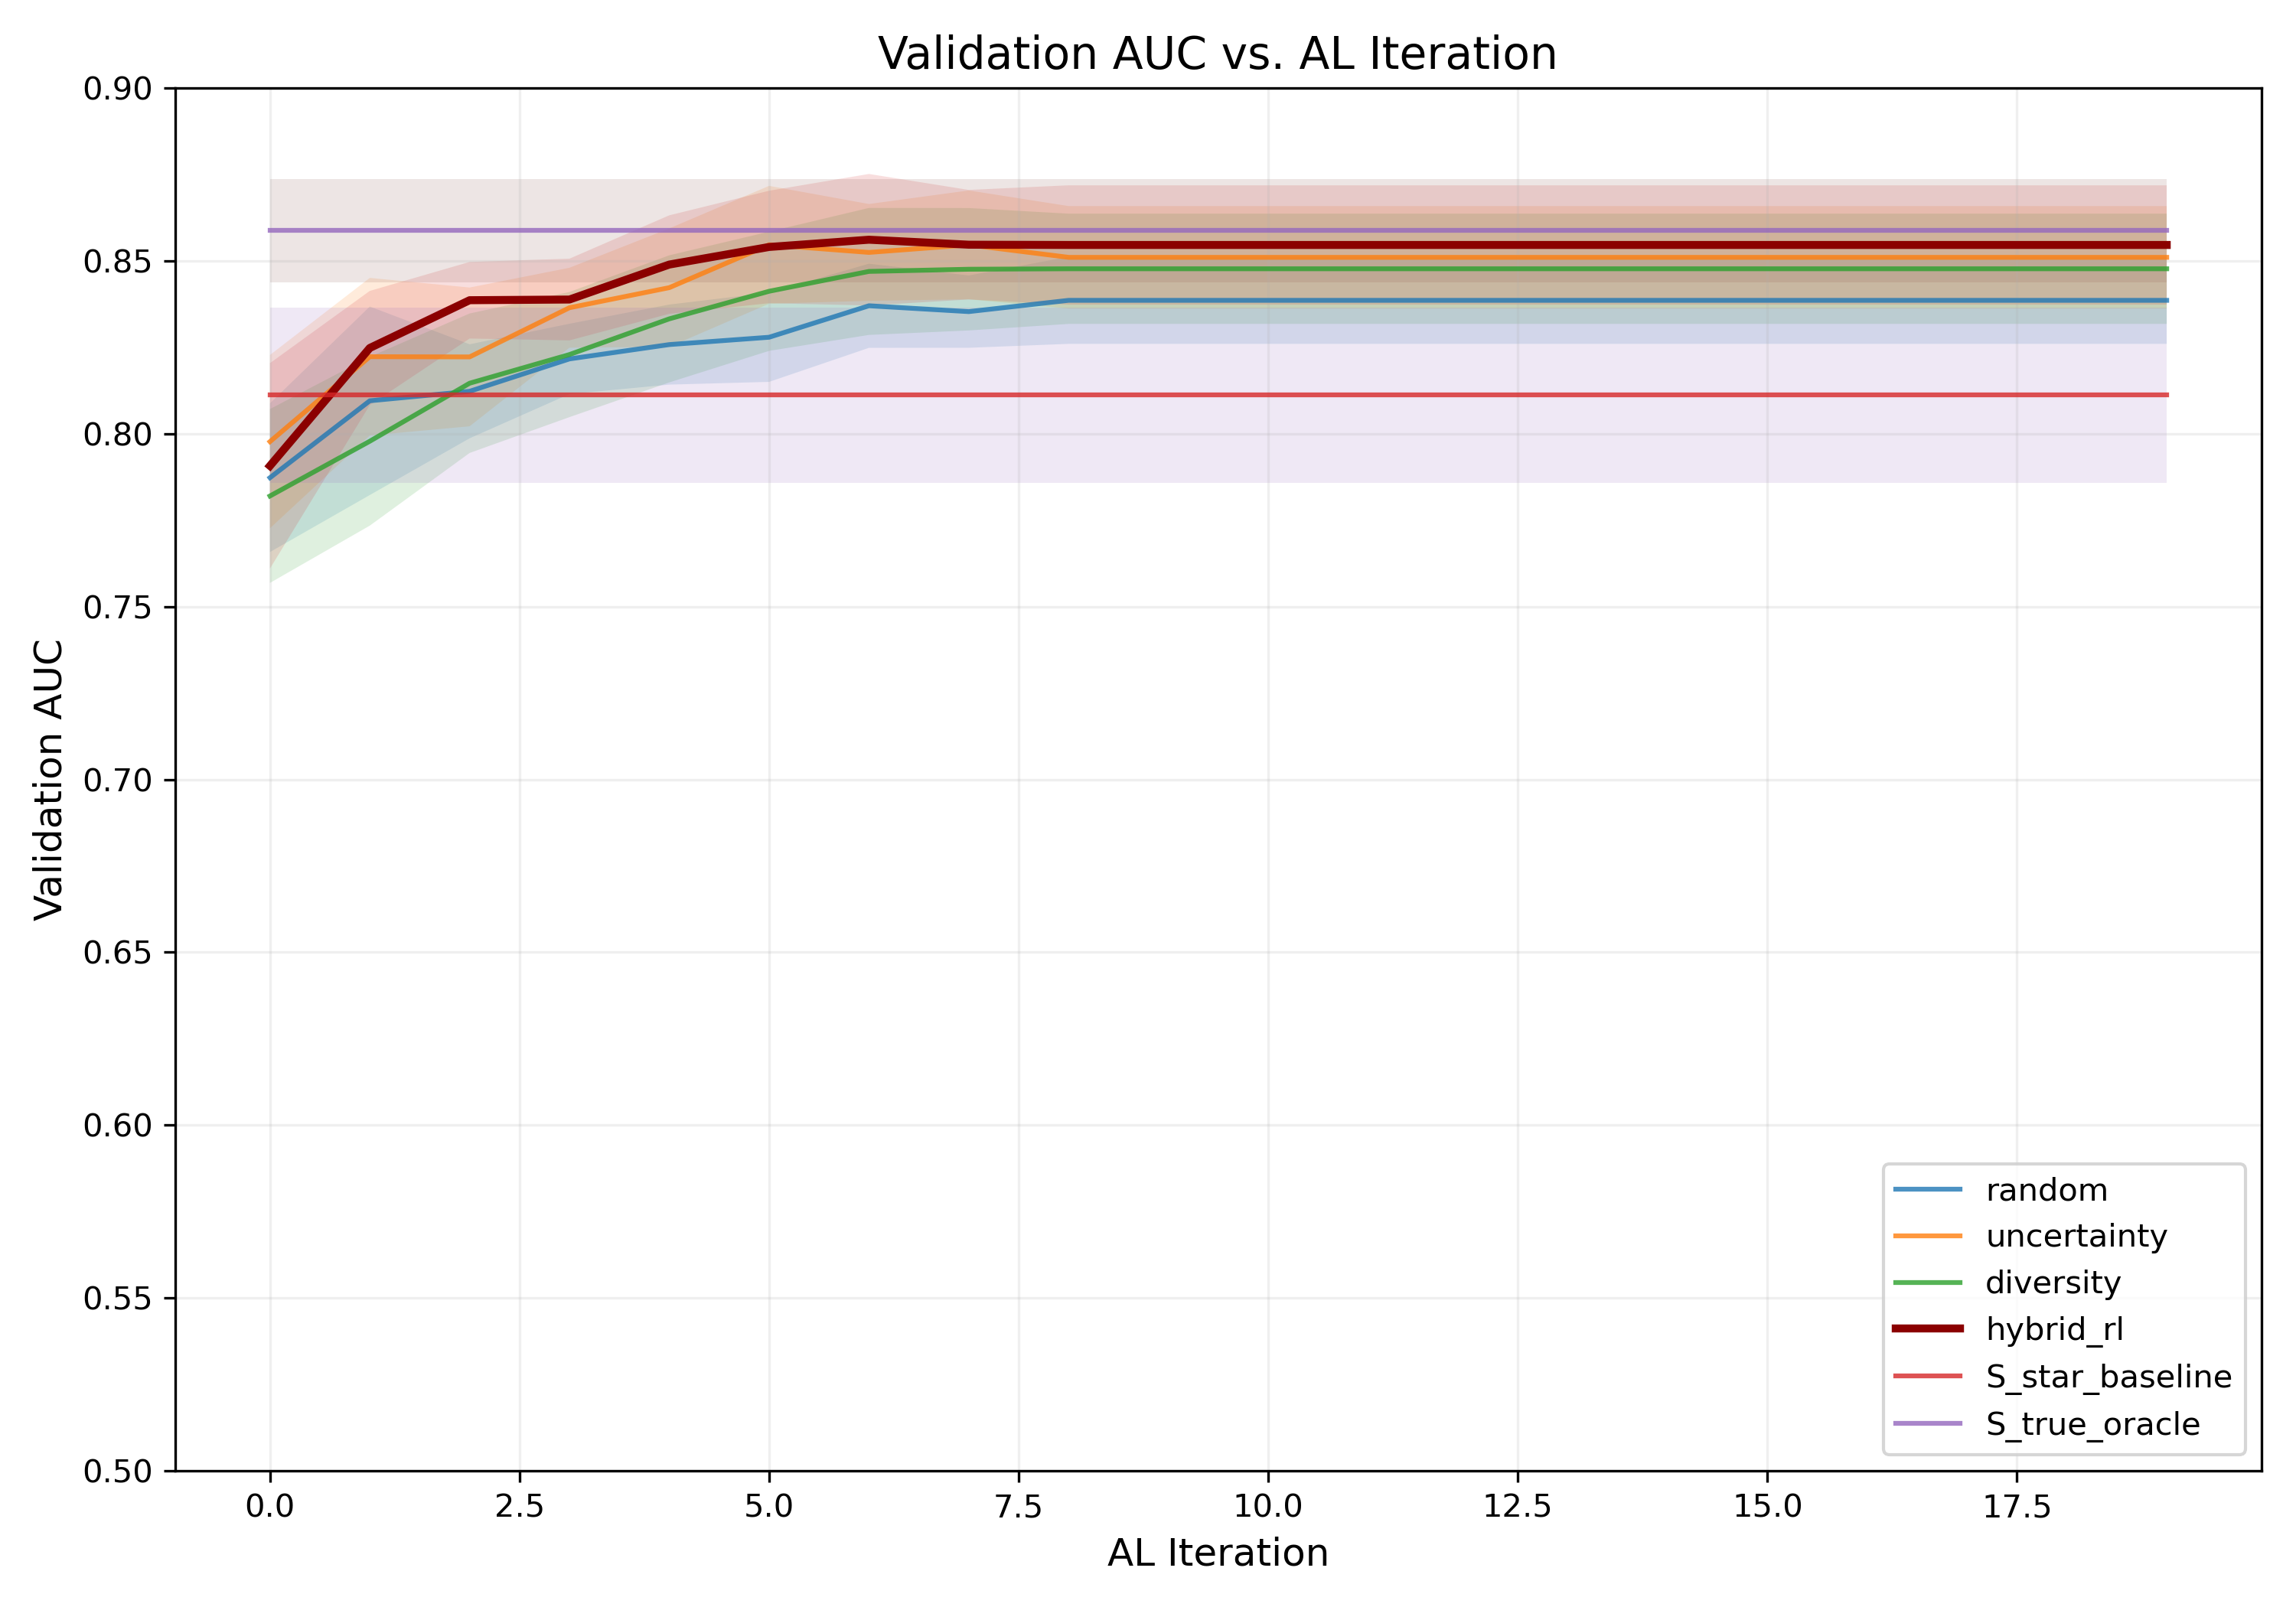 Validation AUC vs. AL Iteration
0.90
0.85
0.80
0.75
0.70
0.65
0.60
0.55
0.50
Validation AUC
0.0 2.5 5.0 7.5 10.0 12.5 15.0 17.5
AL Iteration
random
uncertainty
diversity
hybrid_rl
S_star_baseline
S_true_oracle